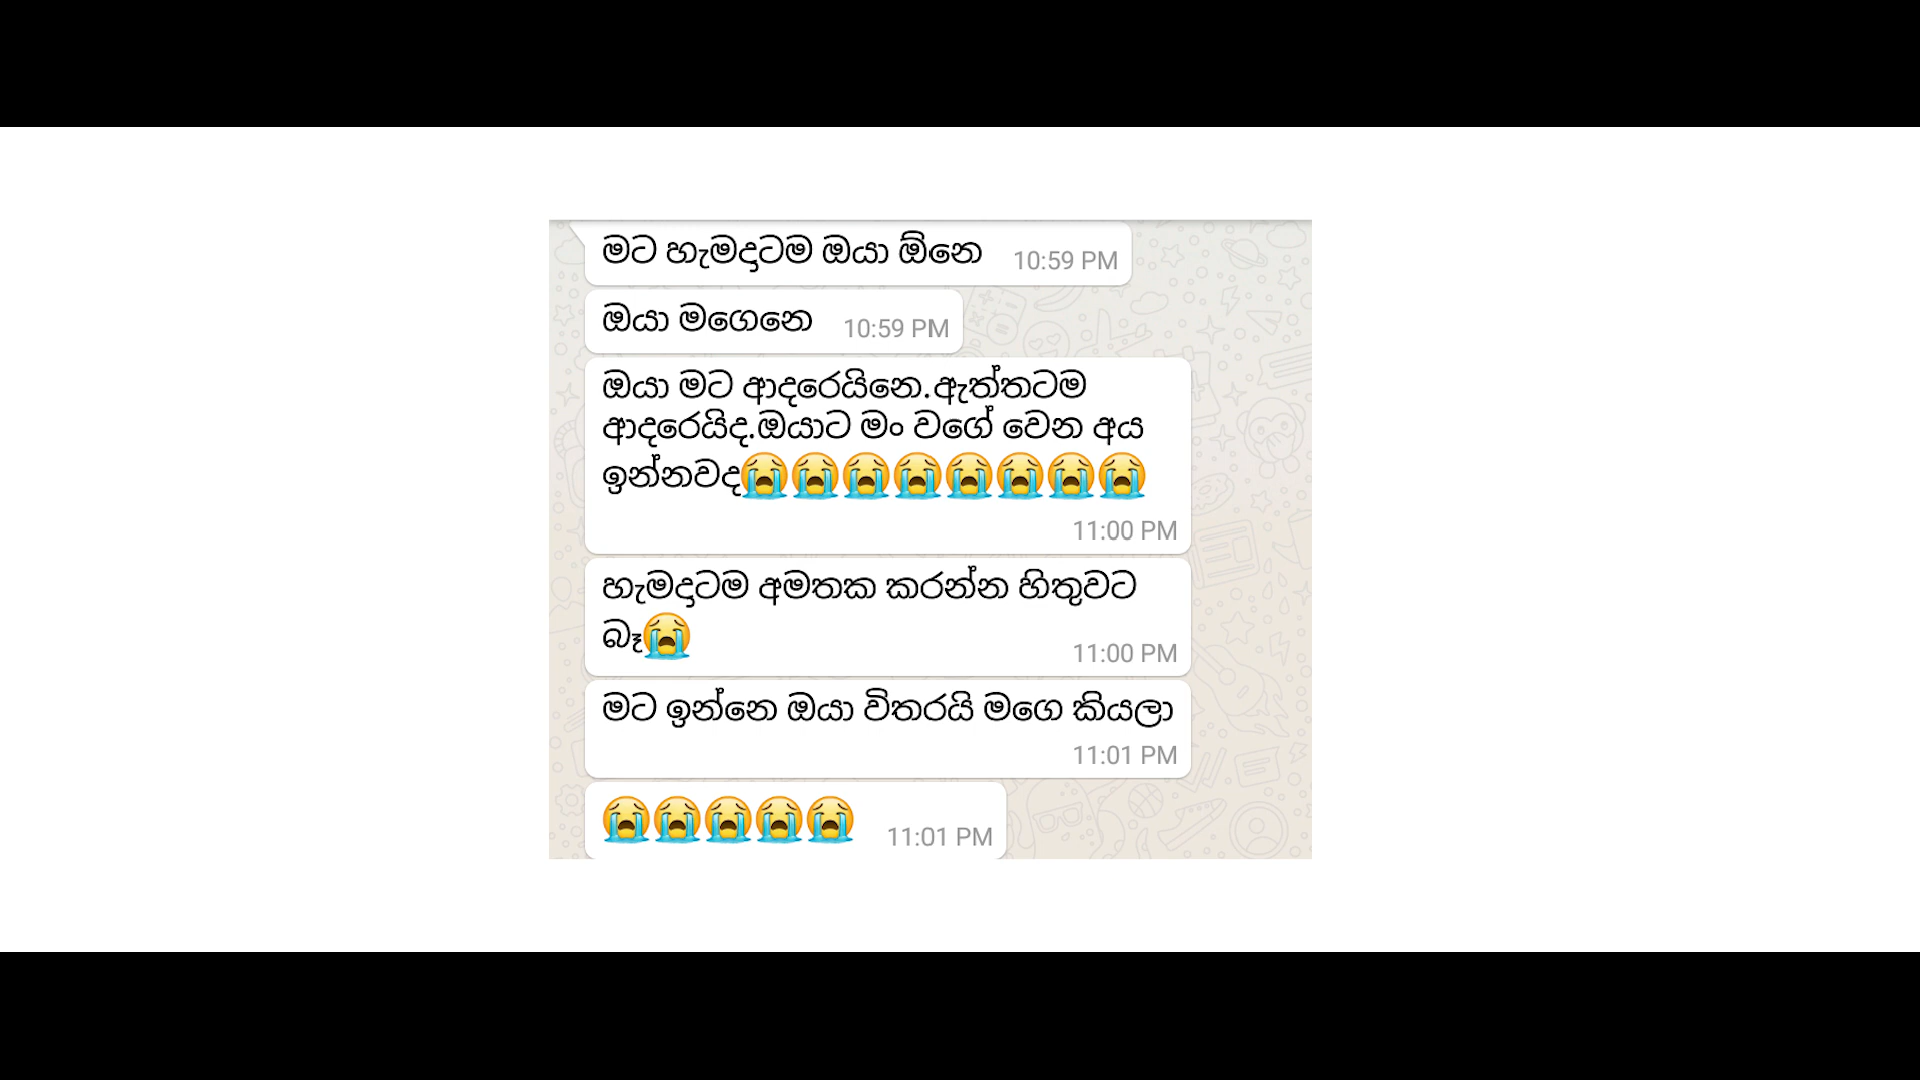 මට හැමදාටම ඔයා ඕනෙ 10:59 PM
ඔයා මගෙනෙ 10:59 PM
ඔයා මට ආදරෙයිනෙ.ඇත්තටම
ආදරෙයිද.ඔයාට මං වගේ වෙන අය
ඉන්නවද😭😭😭😭😭😭😭😭
11:00 PM
හැමදාටම අමතක කරන්න හිතුවට
බෑ😭 11:00 PM
මට ඉන්නෙ ඔයා විතරයි මගෙ කියලා
11:01 PM
😭😭😭😭😭 11:01 PM